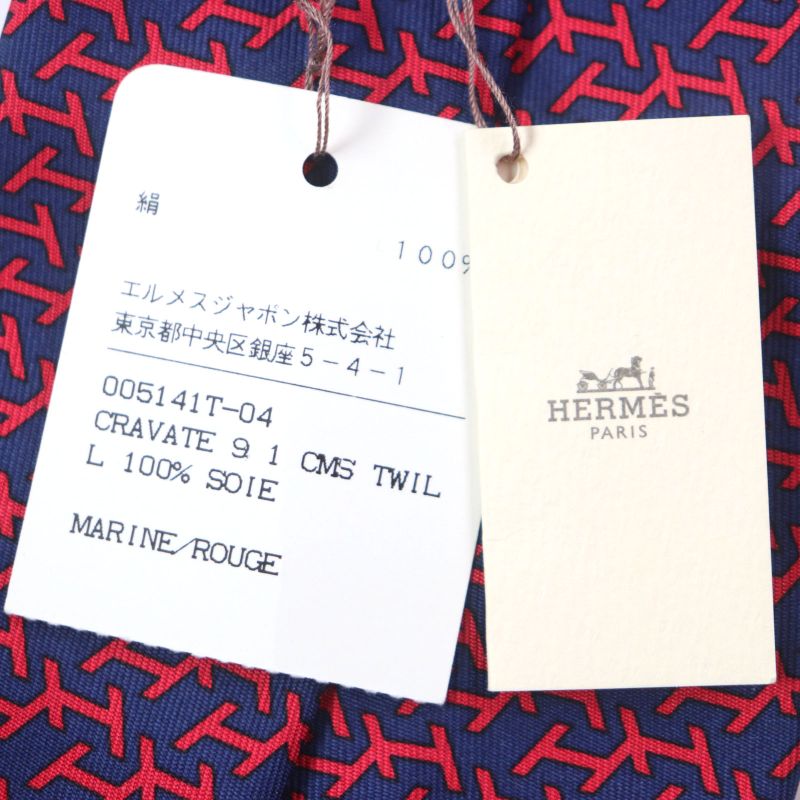 絹
100%
エルメスジャポン株式会社
東京都中央区銀座5-4-1
005141T-04
CRAVATE 9 1 CMS TWIL
L 100% SOIE
MARINE/ROUGE
HERMÈS
PARIS